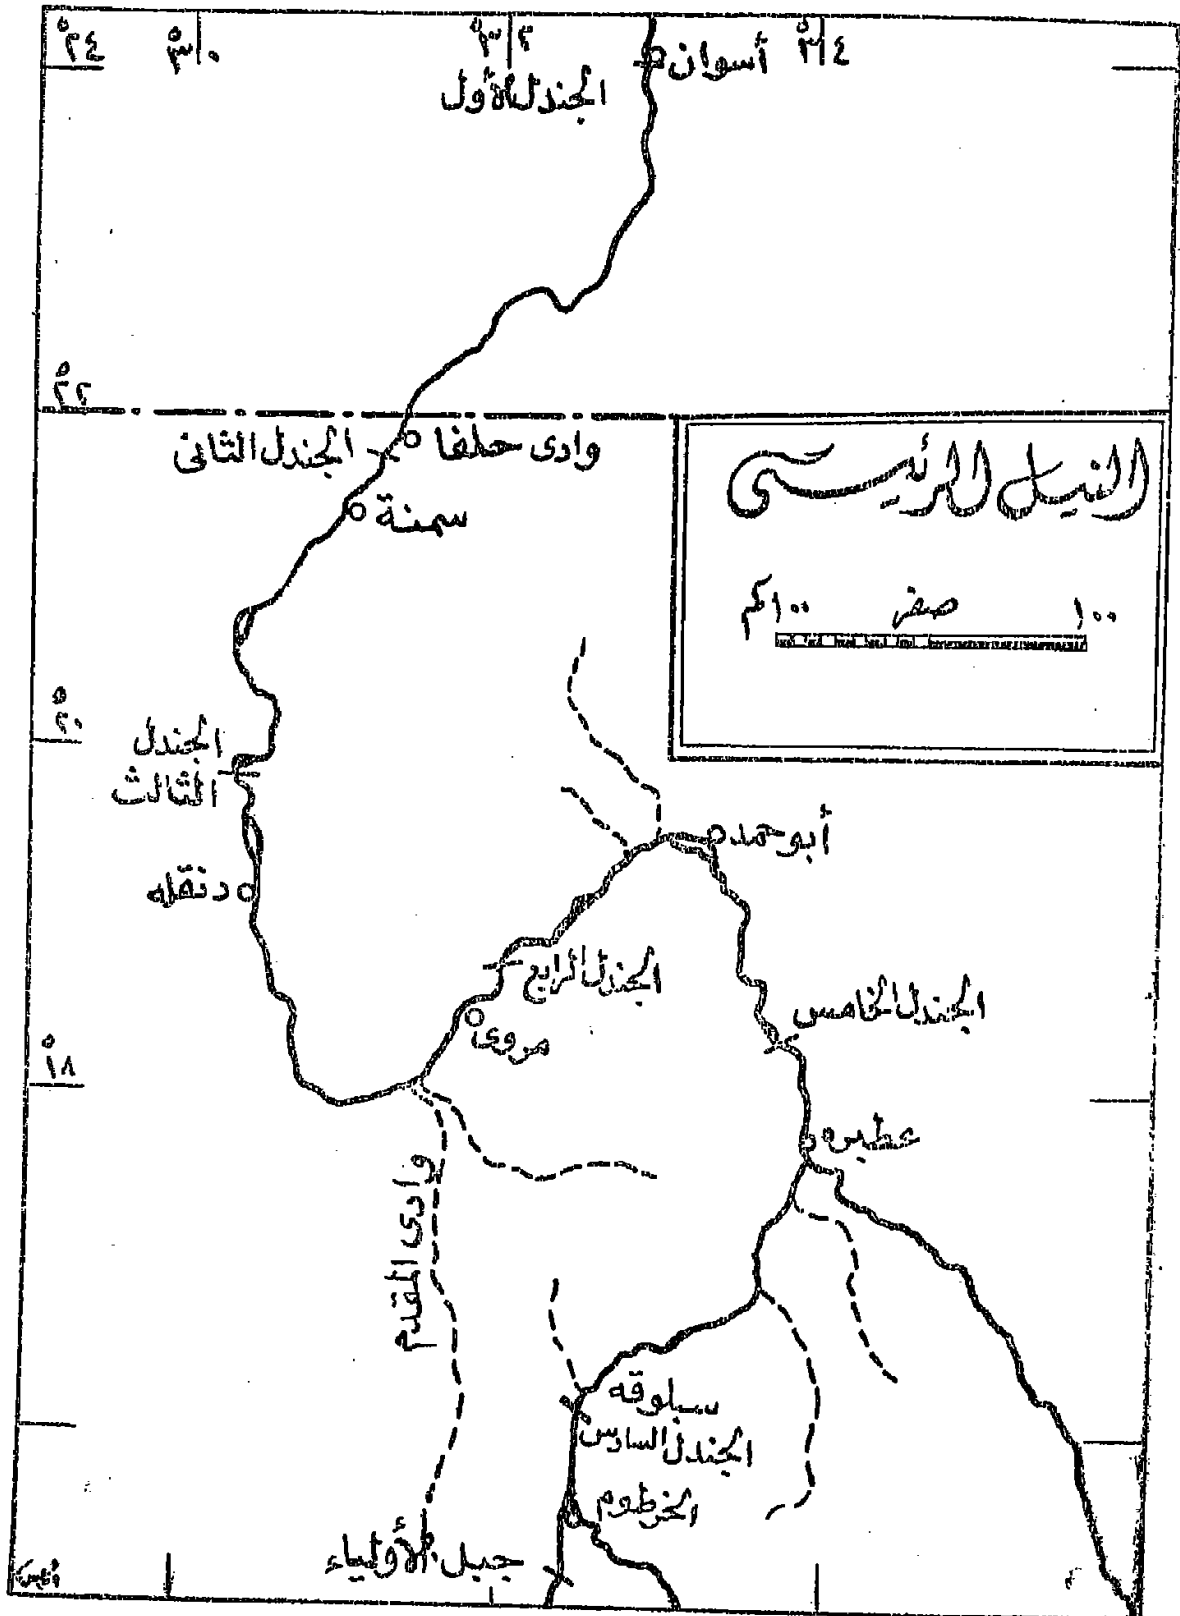 °٢٤ °٣٠ °٣٢ °٣٤
أسوان
الجندل الأول
°٢٢
وادى حلفا
الجندل الثانى
سمنة
النيل الرئيسى
١٠٠ صفر ١٠٠كم
°٢٠
الجندل
الثالث
أبو حمد
دنقله
الجندل الرابع
الجندل الخامس
مروى
°١٨
عطبره
وادى المقدم
سبلوقه
الجندل السادس
الخرطوم
جبل الأولياء